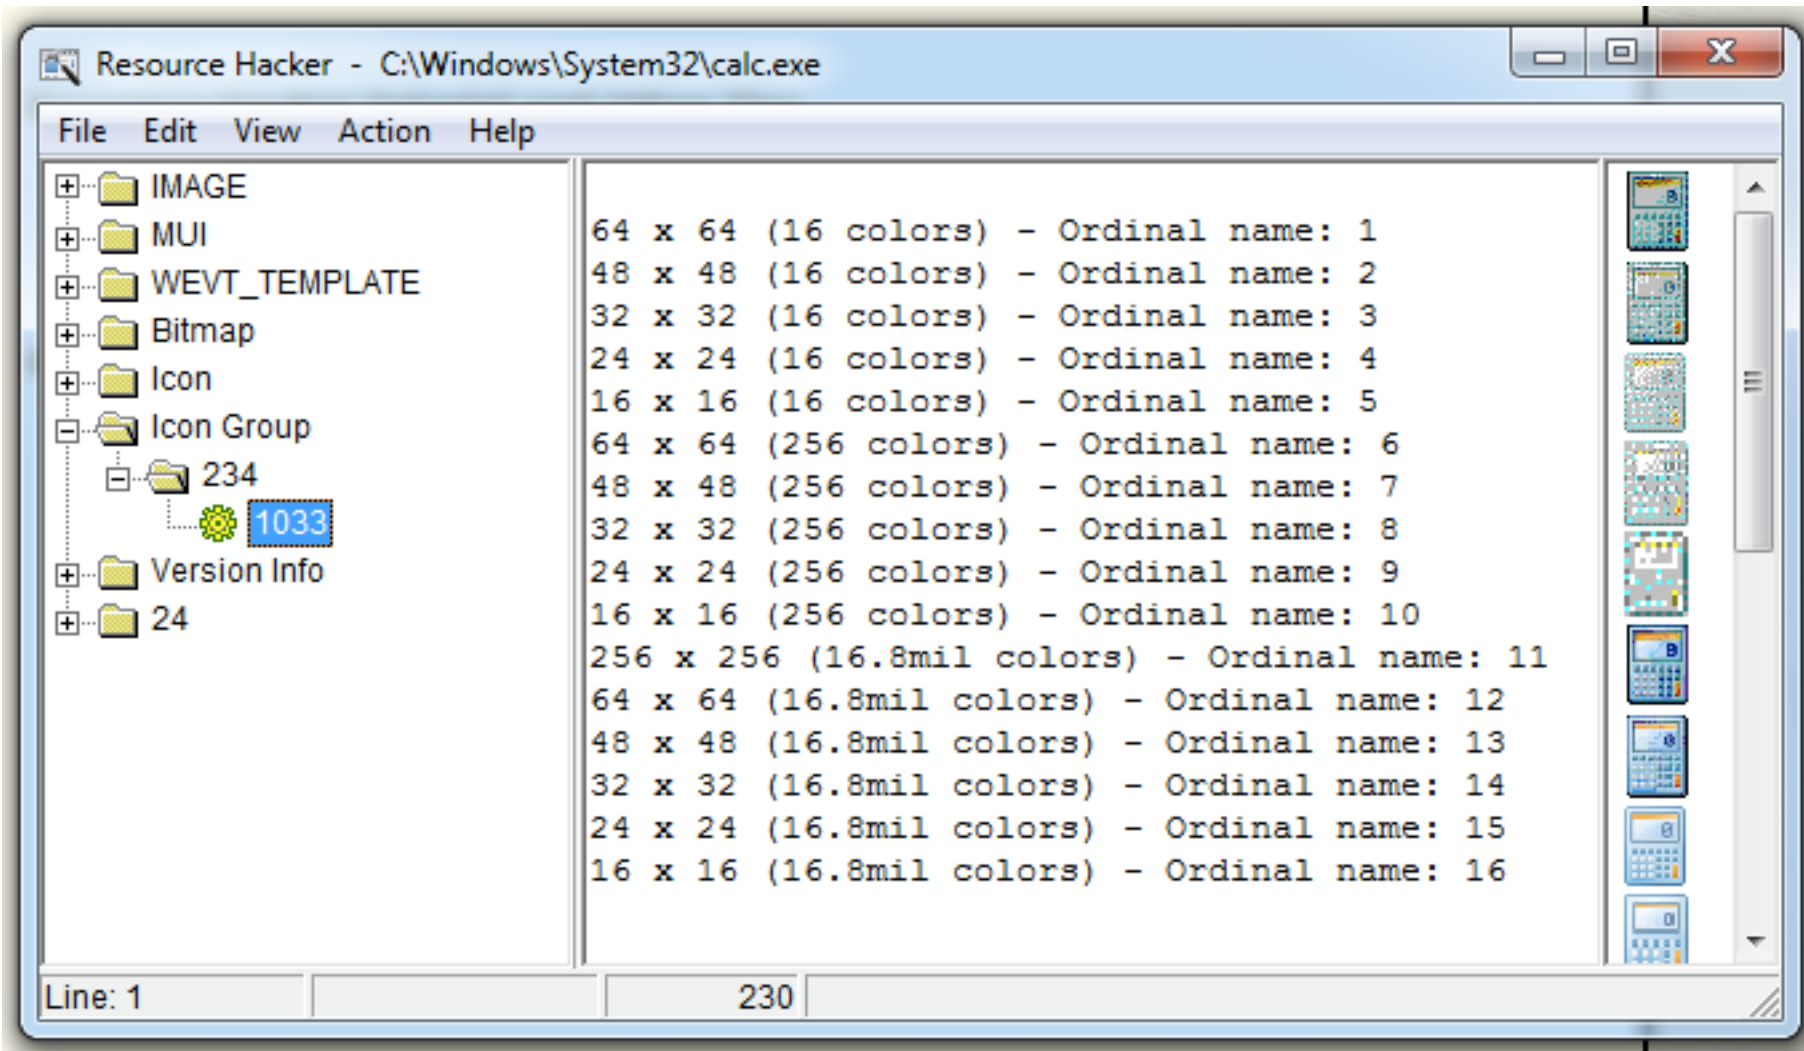 Resource Hacker - C:\Windows\System32\calc.exe
File Edit View Action Help
IMAGE
MUI
WEVT_TEMPLATE
Bitmap
Icon
Icon Group
234
1033
Version Info
24
64 x 64 (16 colors) - Ordinal name: 1
48 x 48 (16 colors) - Ordinal name: 2
32 x 32 (16 colors) - Ordinal name: 3
24 x 24 (16 colors) - Ordinal name: 4
16 x 16 (16 colors) - Ordinal name: 5
64 x 64 (256 colors) - Ordinal name: 6
48 x 48 (256 colors) - Ordinal name: 7
32 x 32 (256 colors) - Ordinal name: 8
24 x 24 (256 colors) - Ordinal name: 9
16 x 16 (256 colors) - Ordinal name: 10
256 x 256 (16.8mil colors) - Ordinal name: 11
64 x 64 (16.8mil colors) - Ordinal name: 12
48 x 48 (16.8mil colors) - Ordinal name: 13
32 x 32 (16.8mil colors) - Ordinal name: 14
24 x 24 (16.8mil colors) - Ordinal name: 15
16 x 16 (16.8mil colors) - Ordinal name: 16
Line: 1
230